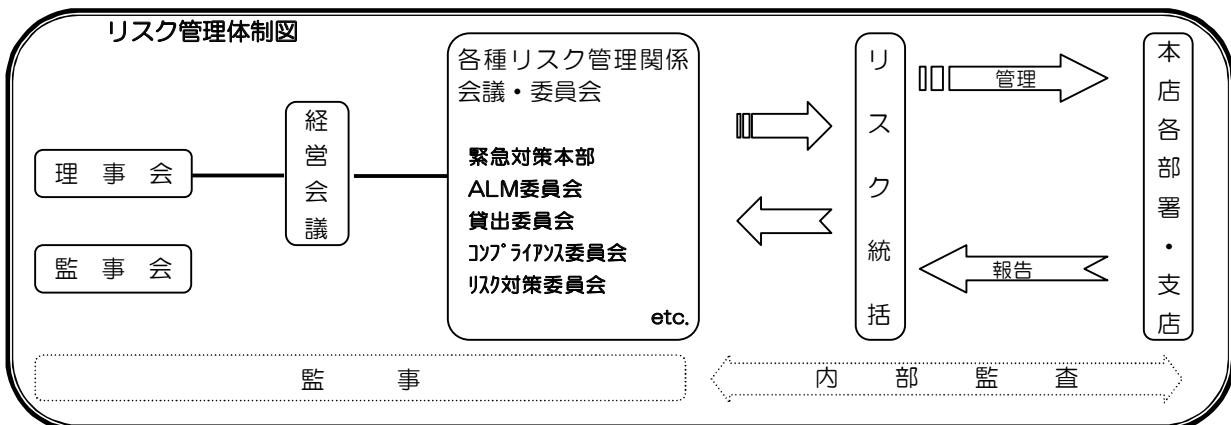 リスク管理体制図
理事会
監事会
経営会議
各種リスク管理関係
会議・委員会
緊急対策本部
ALM委員会
貸出委員会
コンプライアンス委員会
リスク対策委員会
etc.
リスク統括
管理
報告
本店各部署・支店
監事
内部監査